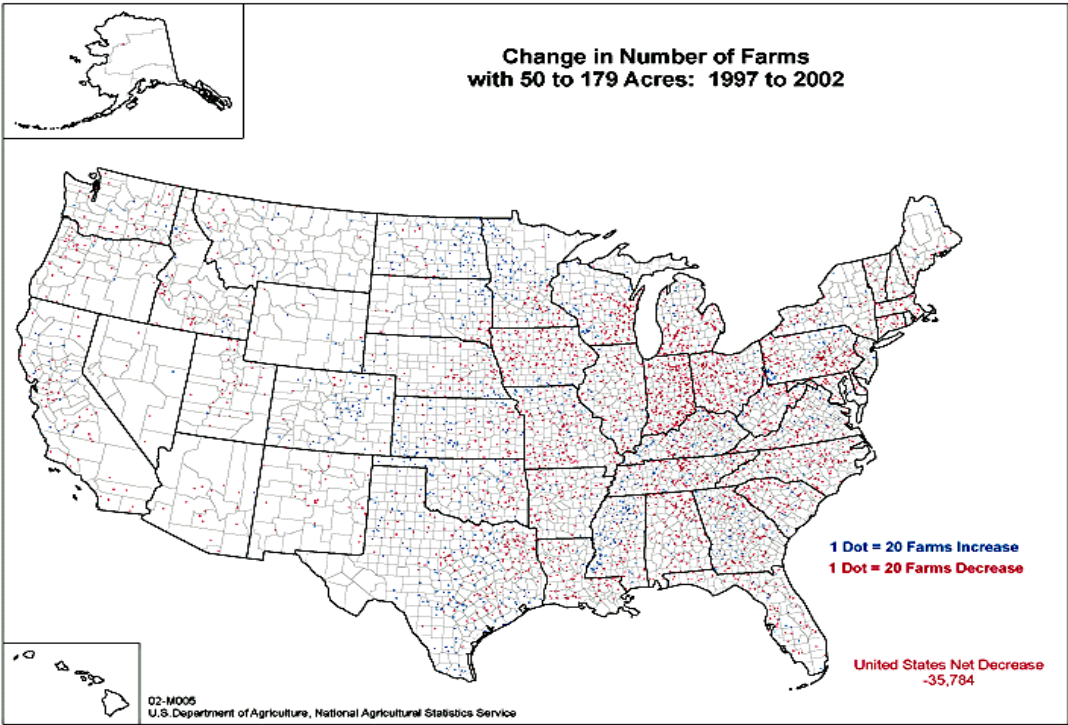 Change in Number of Farms
with 50 to 179 Acres: 1997 to 2002
1 Dot = 20 Farms Increase
1 Dot = 20 Farms Decrease
United States Net Decrease
-35,784
02-M005
U.S.Department of Agriculture, National Agricultural Statistics Service